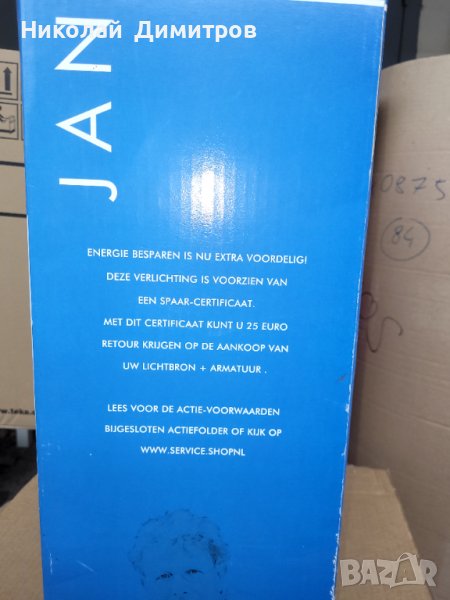 Николай Димитров
JAN
ENERGIE BESPAREN IS NU EXTRA VOORDELIG!
DEZE VERLICHTING IS VOORZIEN VAN
EEN SPAAR-CERTIFICAAT.
MET DIT CERTIFICAAT KUNT U 25 EURO
RETOUR KRIJGEN OP DE AANKOOP VAN
UW LICHTBRON + ARMATUUR .
LEES VOOR DE ACTIE-VOORWAARDEN
BIJGESLOTEN ACTIEFOLDER OF KIJK OP
WWW.SERVICE.SHOPNL
0875
84
BAZAR